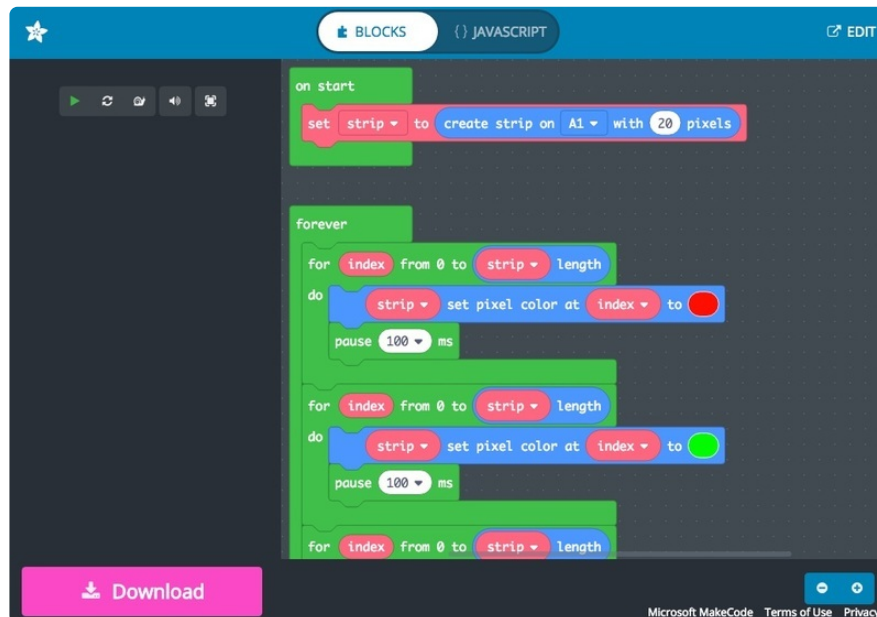 BLOCKS {} JAVASCRIPT EDIT
on start
set strip to create strip on A1 with 20 pixels
forever
for index from 0 to strip length
do strip set pixel color at index to
pause 100 ms
for index from 0 to strip length
do strip set pixel color at index to
pause 100 ms
for index from 0 to strip length
Download
Microsoft MakeCode Terms of Use Privacy